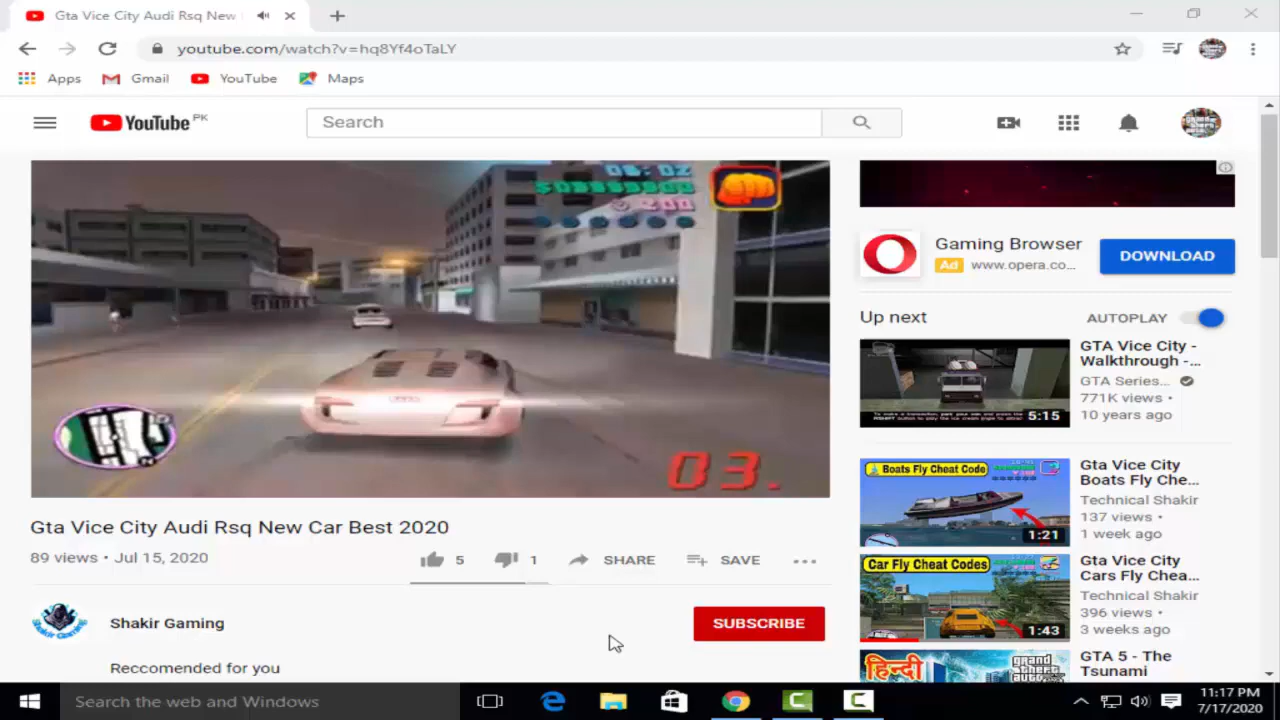 Gta Vice City Audi Rsq New
youtube.com/watch?v=hq8Yf4oTaLY
Apps Gmail YouTube Maps
YouTube PK
Search
03.
Gaming Browser
Ad www.opera.co...
DOWNLOAD
Up next
AUTOPLAY
GTA Vice City -
Walkthrough -...
GTA Series...
771K views •
10 years ago
5:15
Boats Fly Cheat Code
1:21
Gta Vice City
Boats Fly Che...
Technical Shakir
137 views •
1 week ago
Car Fly Cheat Codes
1:43
Gta Vice City
Cars Fly Chea...
Technical Shakir
396 views •
3 weeks ago
हिन्दी
grand
theft
auto
GTA 5 - The
Tsunami
Gta Vice City Audi Rsq New Car Best 2020
89 views • Jul 15, 2020
5 1 SHARE SAVE
Shakir Gaming
Shakir Gaming
SUBSCRIBE
Reccomended for you
Search the web and Windows
11:17 PM
7/17/2020